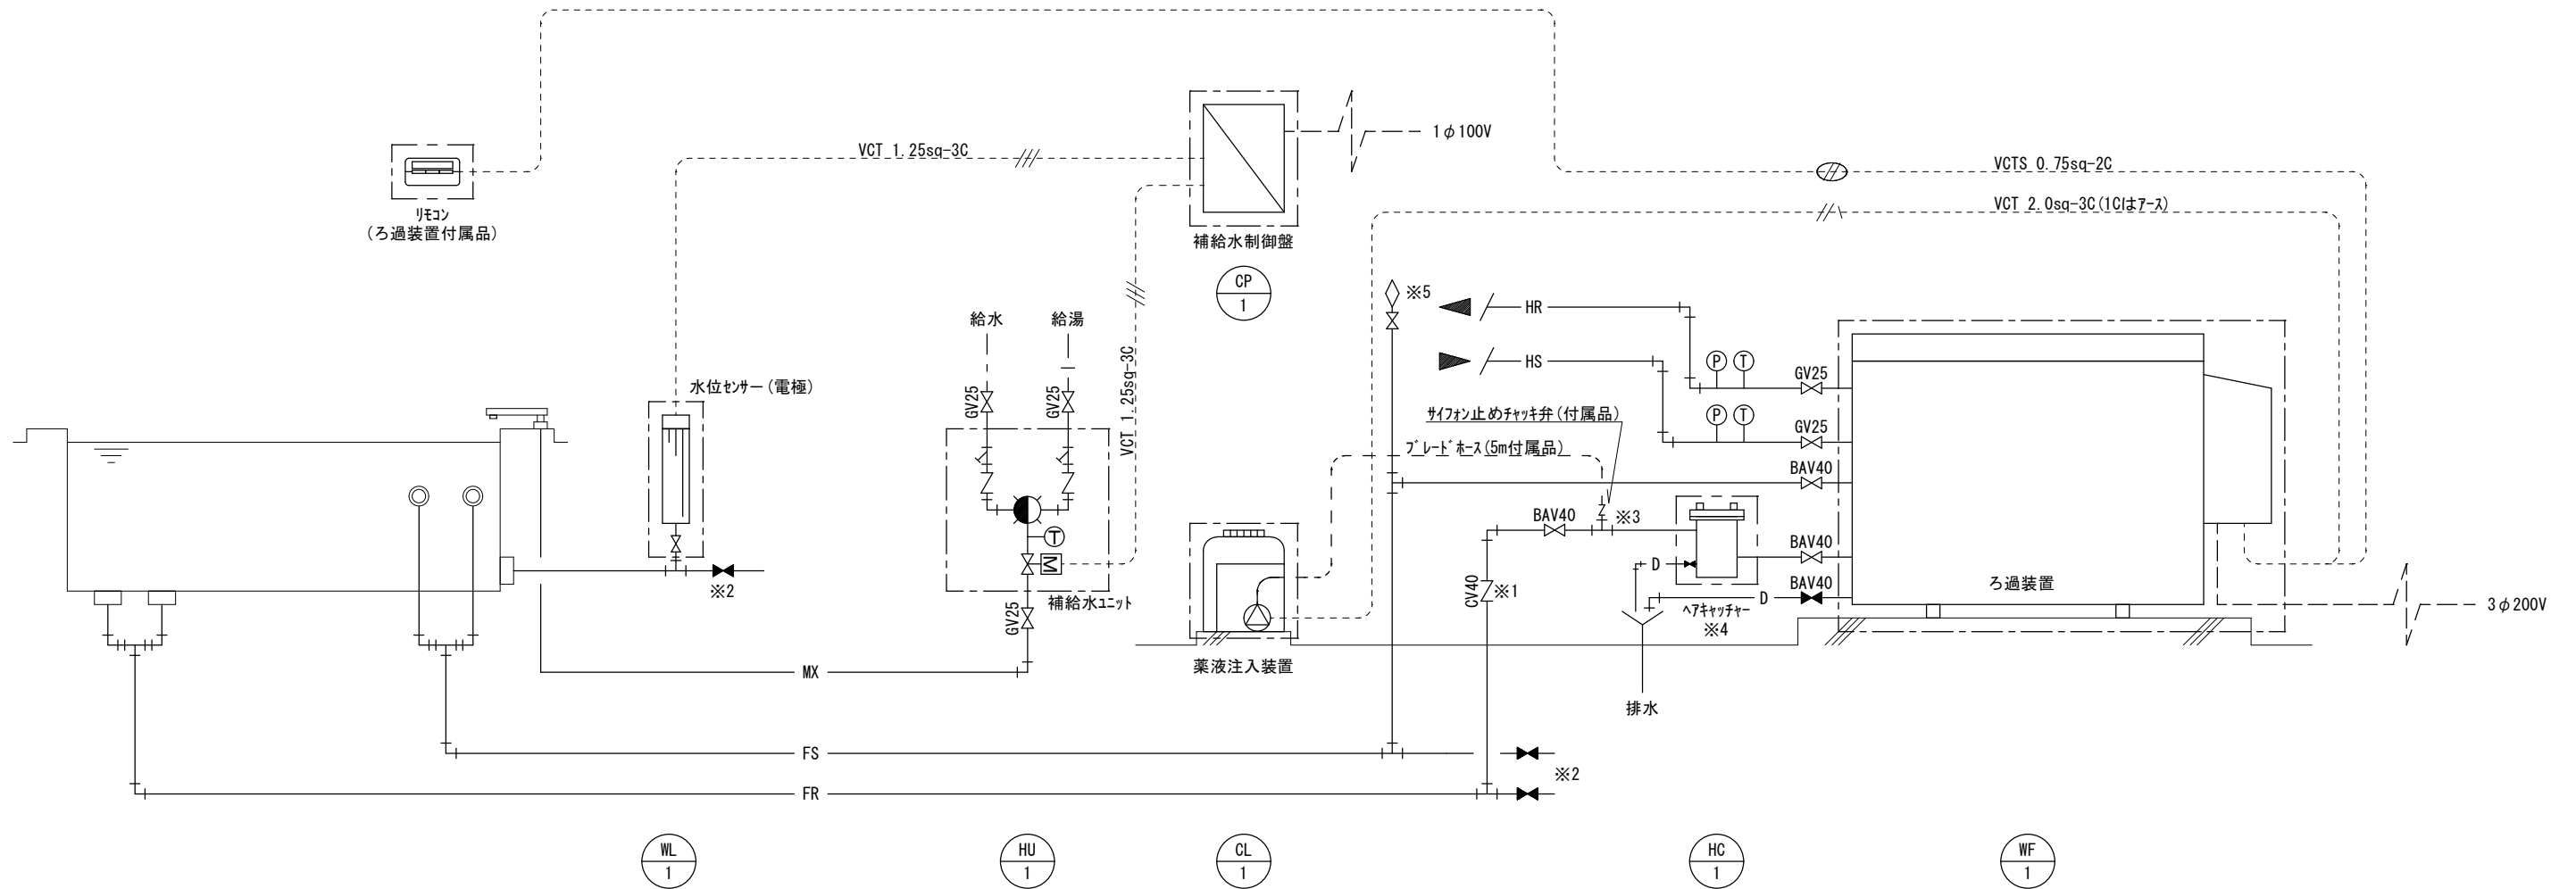 VCT 1.25sq-3C
1φ100V
VCTS 0.75sq-2C
リモコン
(ろ過装置付属品)
VCT 2.0sq-3C(1Cはアース)
補給水制御盤
CP
1
※5
HR
給水
給湯
VCT 1.25sq-3C
HS
P
T
GV25
水位センサー(電極)
GV25
GV25
サイフォン止めチャッキ弁(付属品)
P
T
GV25
ブレードホース(5m付属品)
BAV40
BAV40
※3
T
M
BAV40
D
※2
補給水ユニット
GV25
CV40
※1
BAV40
D
ヘアキャッチャー
※4
ろ過装置
3φ200V
薬液注入装置
MX
排水
FS
※2
FR
WL
1
HU
1
CL
1
HC
1
WF
1